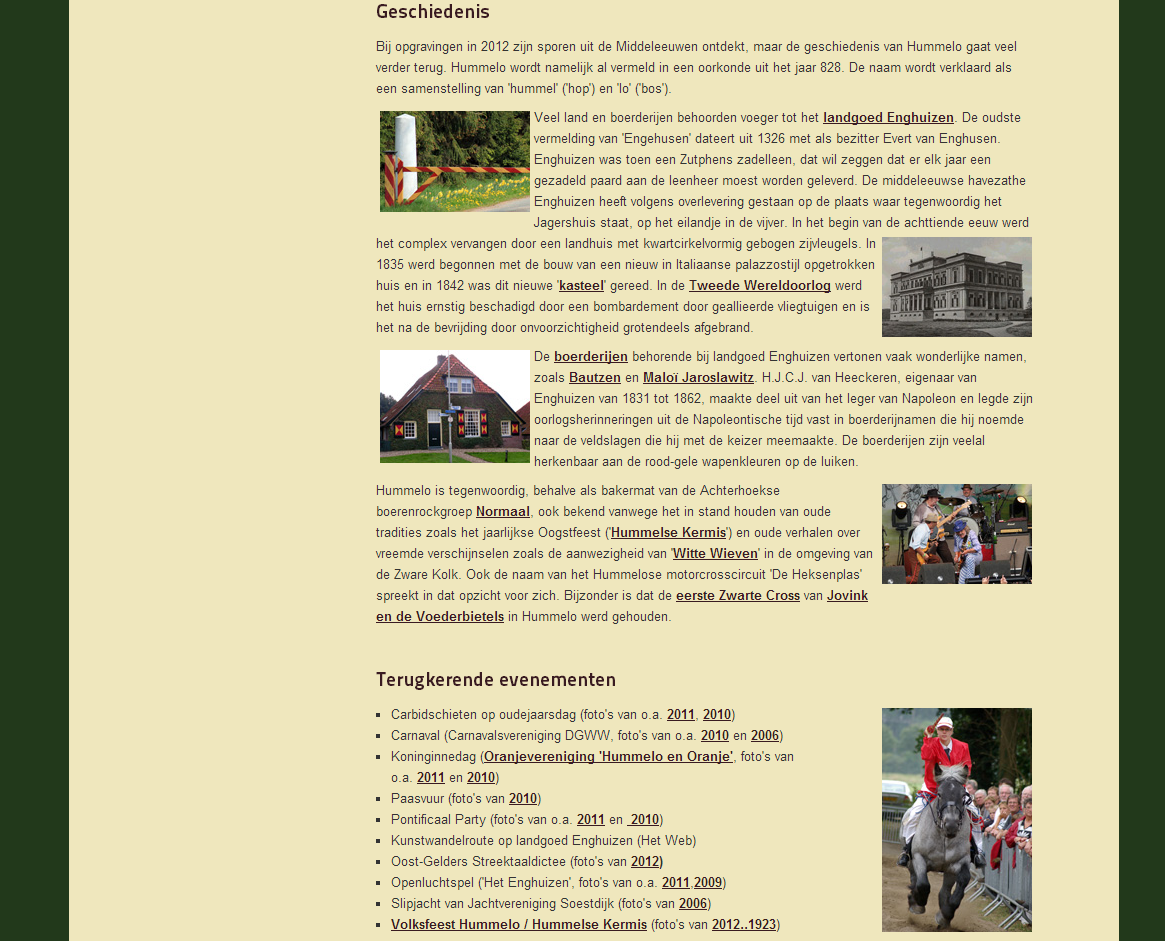 Geschiedenis
Bij opgravingen in 2012 zijn sporen uit de Middeleeuwen ontdekt, maar de geschiedenis van Hummelo gaat veel
verder terug. Hummelo wordt namelijk al vermeld in een oorkonde uit het jaar 828. De naam wordt verklaard als
een samenstelling van 'hummel' ('hop') en 'lo' ('bos').
Veel land en boerderijen behoorden voeger tot het landgoed Enghuizen. De oudste
vermelding van 'Engehusen' dateert uit 1326 met als bezitter Evert van Enghusen.
Enghuizen was toen een Zutphens zadelleen, dat wil zeggen dat er elk jaar een
gezadeld paard aan de leenheer moest worden geleverd. De middeleeuwse havezathe
Enghuizen heeft volgens overlevering gestaan op de plaats waar tegenwoordig het
Jagershuis staat, op het eilandje in de vijver. In het begin van de achttiende eeuw werd
het complex vervangen door een landhuis met kwartcirkelvormig gebogen zijvleugels. In
1835 werd begonnen met de bouw van een nieuw in Italiaanse palazzostijl opgetrokken
huis en in 1842 was dit nieuwe 'kasteel' gereed. In de Tweede Wereldoorlog werd
het huis ernstig beschadigd door een bombardement door geallieerde vliegtuigen en is
het na de bevrijding door onvoorzichtigheid grotendeels afgebrand.
De boerderijen behorende bij landgoed Enghuizen vertonen vaak wonderlijke namen,
zoals Bautzen en Maloï Jaroslawitz. H.J.C.J. van Heeckeren, eigenaar van
Enghuizen van 1831 tot 1862, maakte deel uit van het leger van Napoleon en legde zijn
oorlogsherinneringen uit de Napoleontische tijd vast in boerderijnamen die hij noemde
naar de veldslagen die hij met de keizer meemaakte. De boerderijen zijn veelal
herkenbaar aan de rood-gele wapenkleuren op de luiken.
Hummelo is tegenwoordig, behalve als bakermat van de Achterhoekse
boerenrockgroep Normaal, ook bekend vanwege het in stand houden van oude
tradities zoals het jaarlijkse Oogstfeest ('Hummelse Kermis') en oude verhalen over
vreemde verschijnselen zoals de aanwezigheid van 'Witte Wieven' in de omgeving van
de Zware Kolk. Ook de naam van het Hummelose motorcrosscircuit 'De Heksenplas'
spreekt in dat opzicht voor zich. Bijzonder is dat de eerste Zwarte Cross van Jovink
en de Voederbietels in Hummelo werd gehouden.
Terugkerende evenementen
Carbidschieten op oudejaarsdag (foto's van o.a. 2011, 2010)
Carnaval (Carnavalsvereniging DGWW, foto's van o.a. 2010 en 2006)
Koninginnedag (Oranjevereniging 'Hummelo en Oranje', foto's van
o.a. 2011 en 2010)
Paasvuur (foto's van 2010)
Pontificaal Party (foto's van o.a. 2011 en 2010)
Kunstwandelroute op landgoed Enghuizen (Het Web)
Oost-Gelders Streektaaldictee (foto's van 2012)
Openluchtspel ('Het Enghuizen', foto's van o.a. 2011,2009)
Slipjacht van Jachtvereniging Soestdijk (foto's van 2006)
Volksfeest Hummelo / Hummelse Kermis (foto's van 2012..1923)